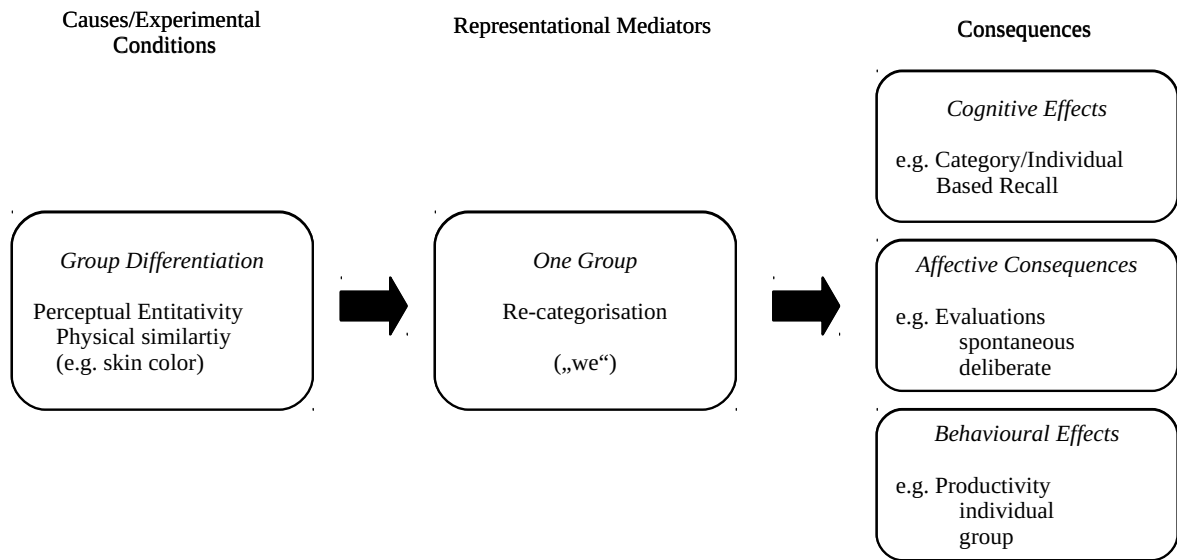 Causes/Experimental
Conditions
Representational Mediators
Consequences
Group Differentiation
Perceptual Entitativity
Physical similartiy
(e.g. skin color)
One Group
Re-categorisation
(„we“)
Cognitive Effects
e.g. Category/Individual
Based Recall
Affective Consequences
e.g. Evaluations
spontaneous
deliberate
Behavioural Effects
e.g. Productivity
individual
group